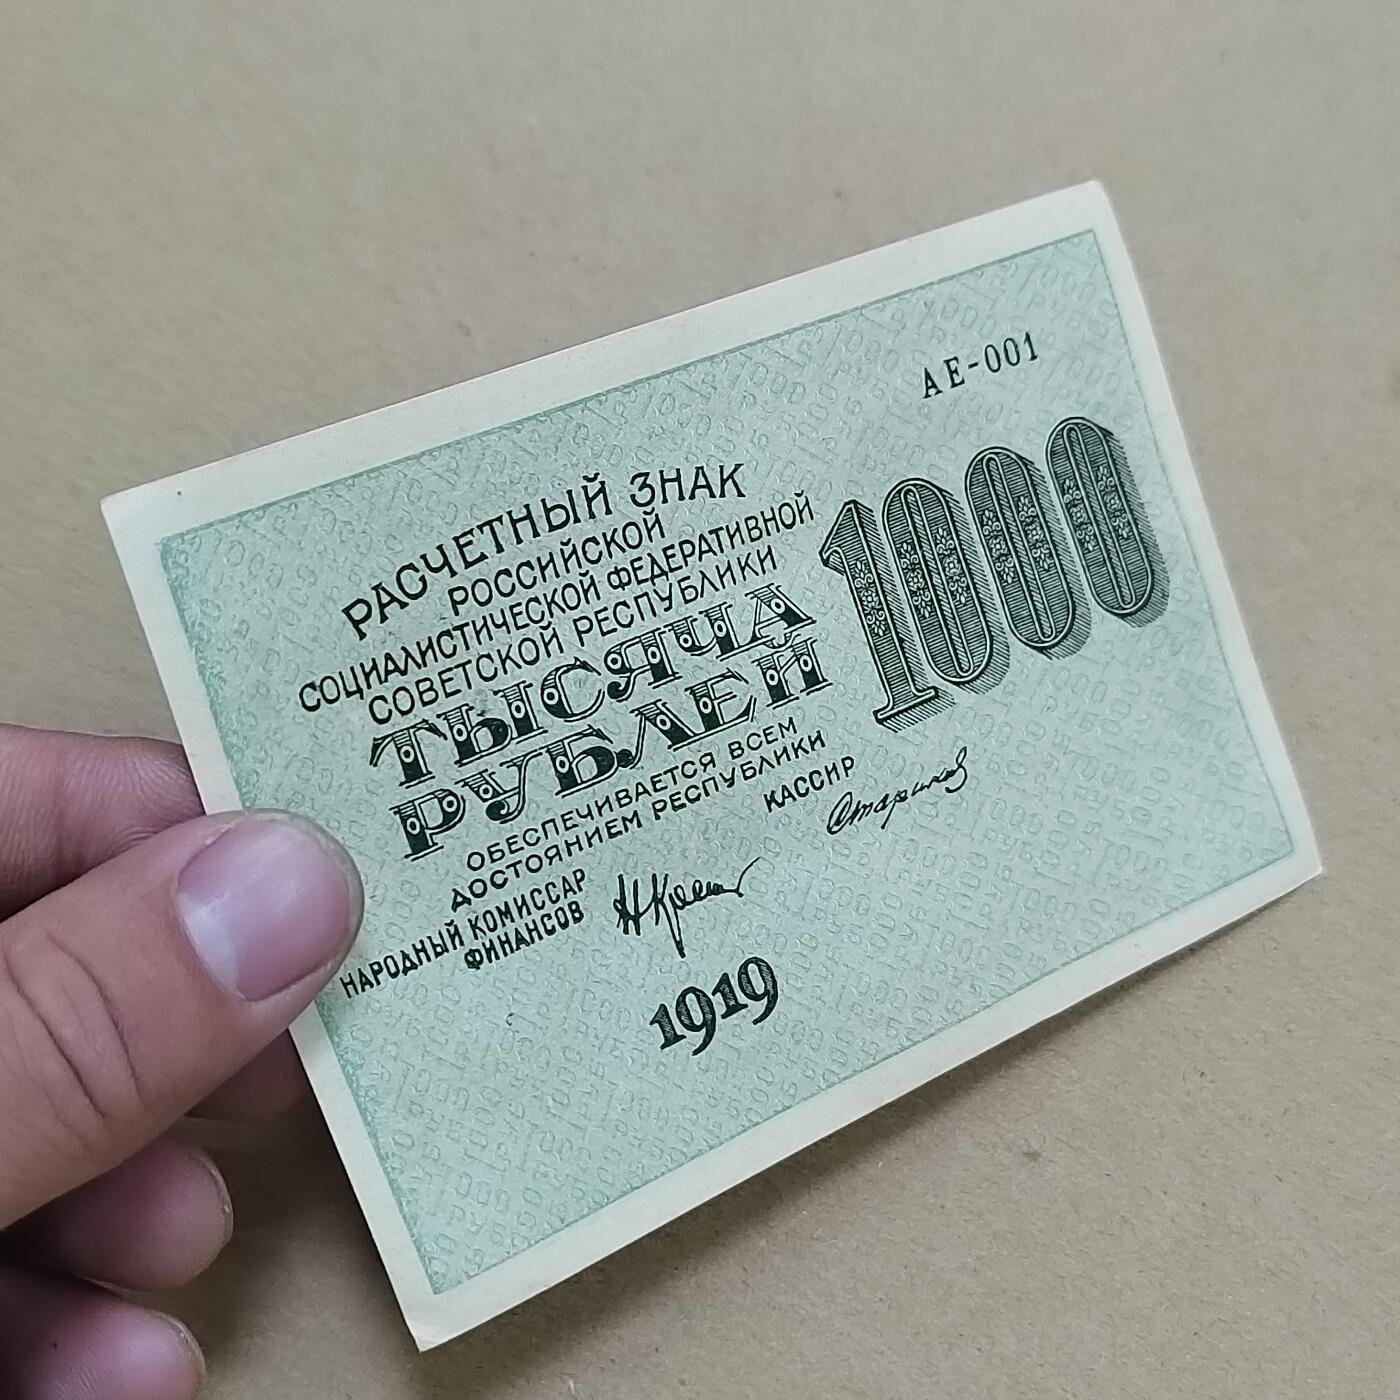 АЕ-001
РАСЧЕТНЫЙ ЗНАК
РОССИЙСКОЙ
СОЦИАЛИСТИЧЕСКОЙ ФЕДЕРАТИВНОЙ
СОВЕТСКОЙ РЕСПУБЛИКИ
ТЫСЯЧА
РУБЛЕЙ
1000
ОБЕСПЕЧИВАЕТСЯ ВСЕМ
ДОСТОЯНИЕМ РЕСПУБЛИКИ
НАРОДНЫЙ КОМИССАР
ФИНАНСОВ
КАССИР
1919